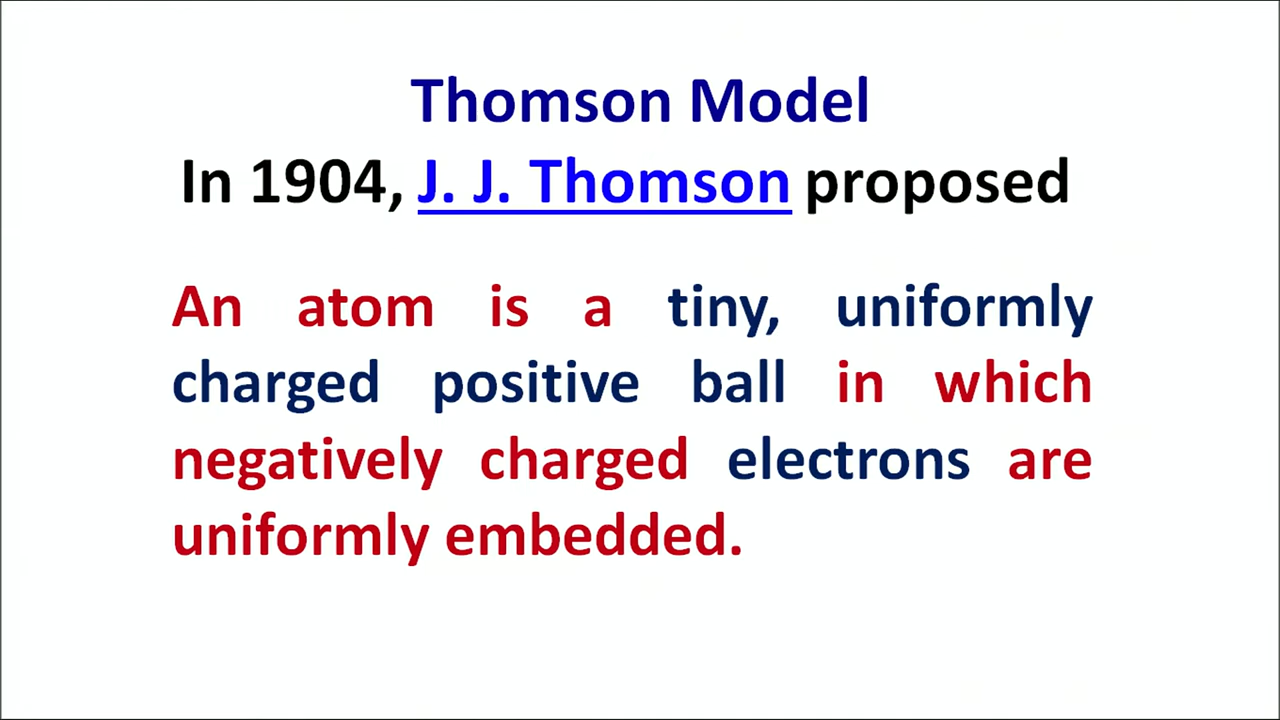 Thomson Model
In 1904, J. J. Thomson proposed
An atom is a tiny, uniformly
charged positive ball in which
negatively charged electrons are
uniformly embedded.